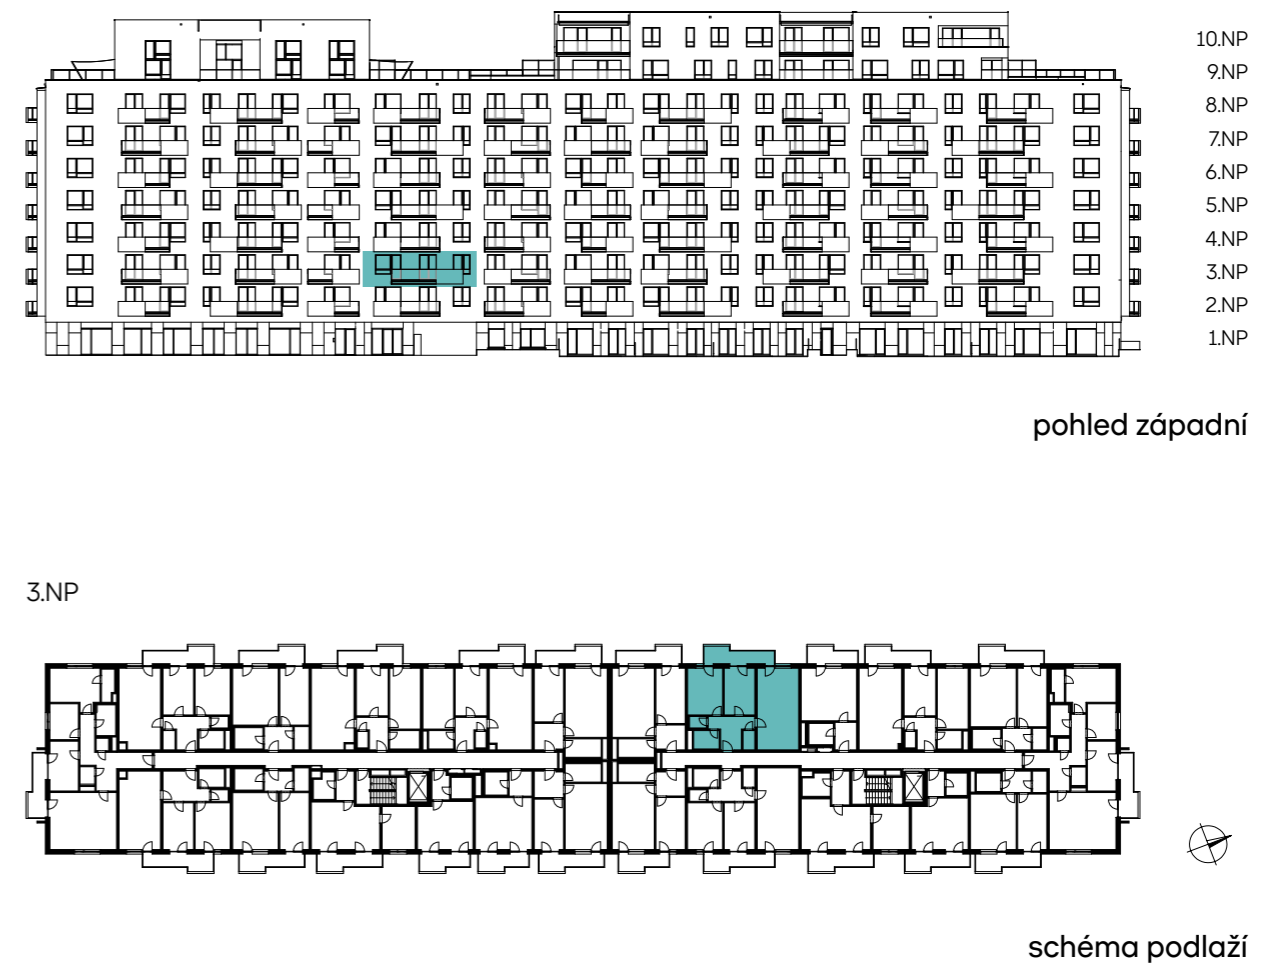 10.NP
9.NP
8.NP
7.NP
6.NP
5.NP
4.NP
3.NP
2.NP
1.NP
pohled západní
3.NP
schéma podlaží